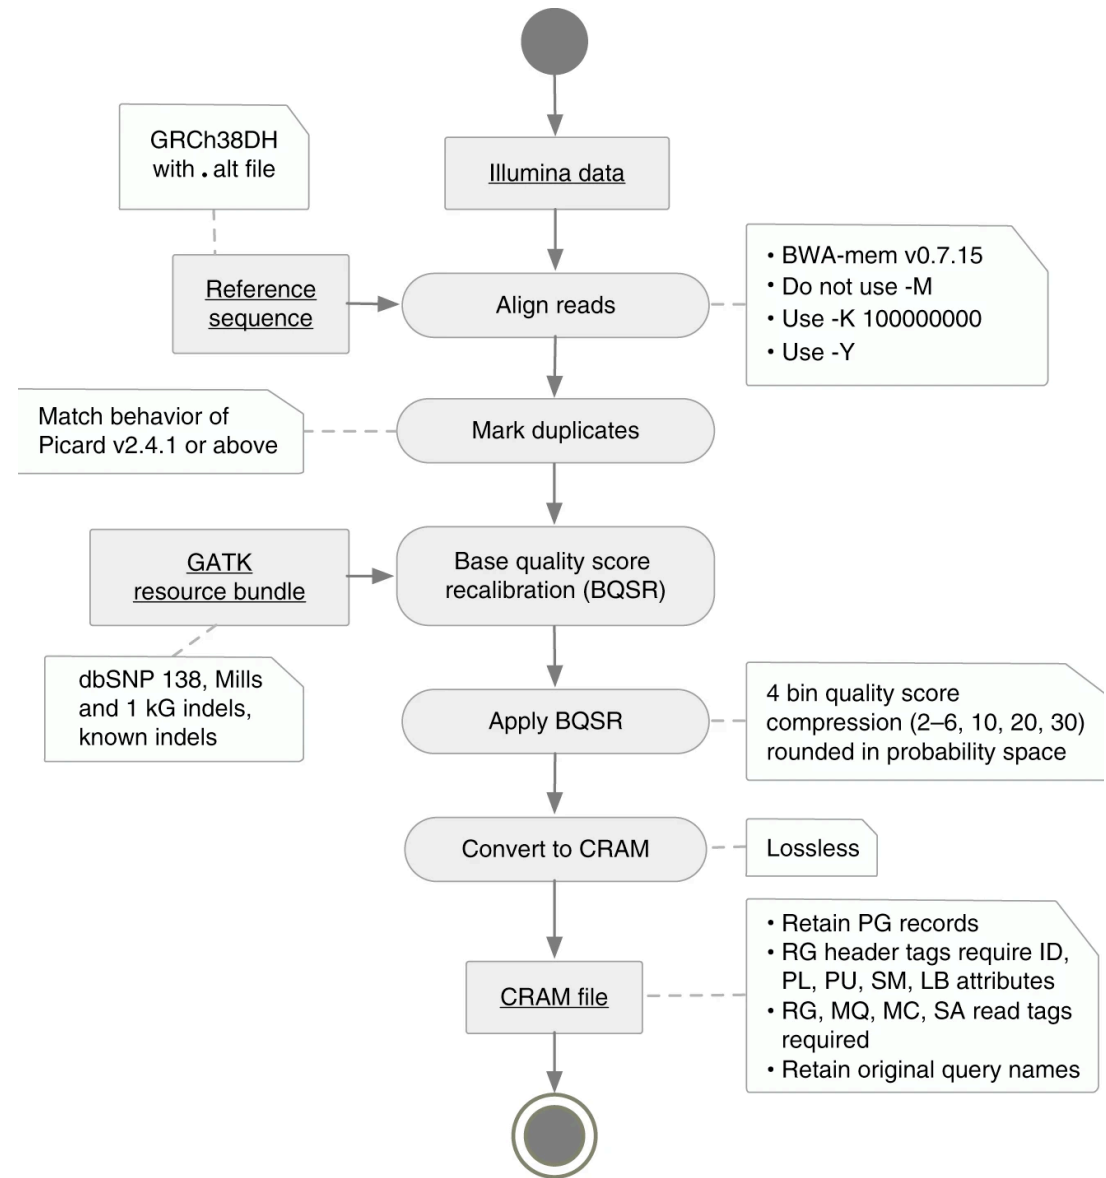 GRCh38DH
with .alt file
Illumina data
Reference
sequence
Align reads
• BWA-mem v0.7.15
• Do not use -M
• Use -K 100000000
• Use -Y
Match behavior of
Picard v2.4.1 or above
Mark duplicates
GATK
resource bundle
Base quality score
recalibration (BQSR)
dbSNP 138, Mills
and 1 kG indels,
known indels
Apply BQSR
4 bin quality score
compression (2–6, 10, 20, 30)
rounded in probability space
Convert to CRAM
Lossless
CRAM file
• Retain PG records
• RG header tags require ID,
PL, PU, SM, LB attributes
• RG, MQ, MC, SA read tags
required
• Retain original query names